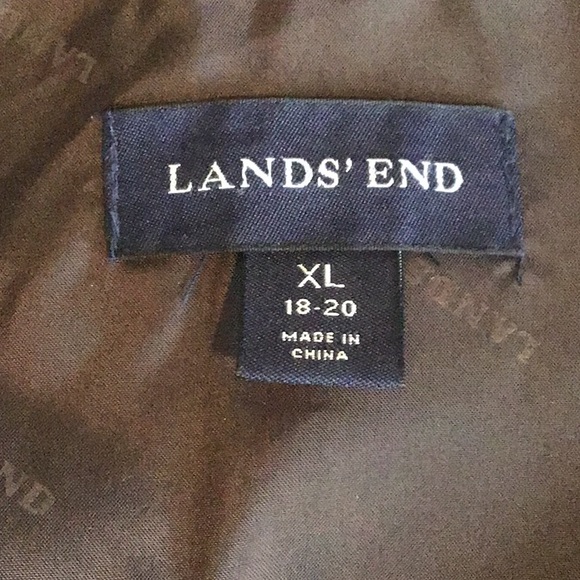 LANDS' END
XL
18-20
MADE IN
CHINA